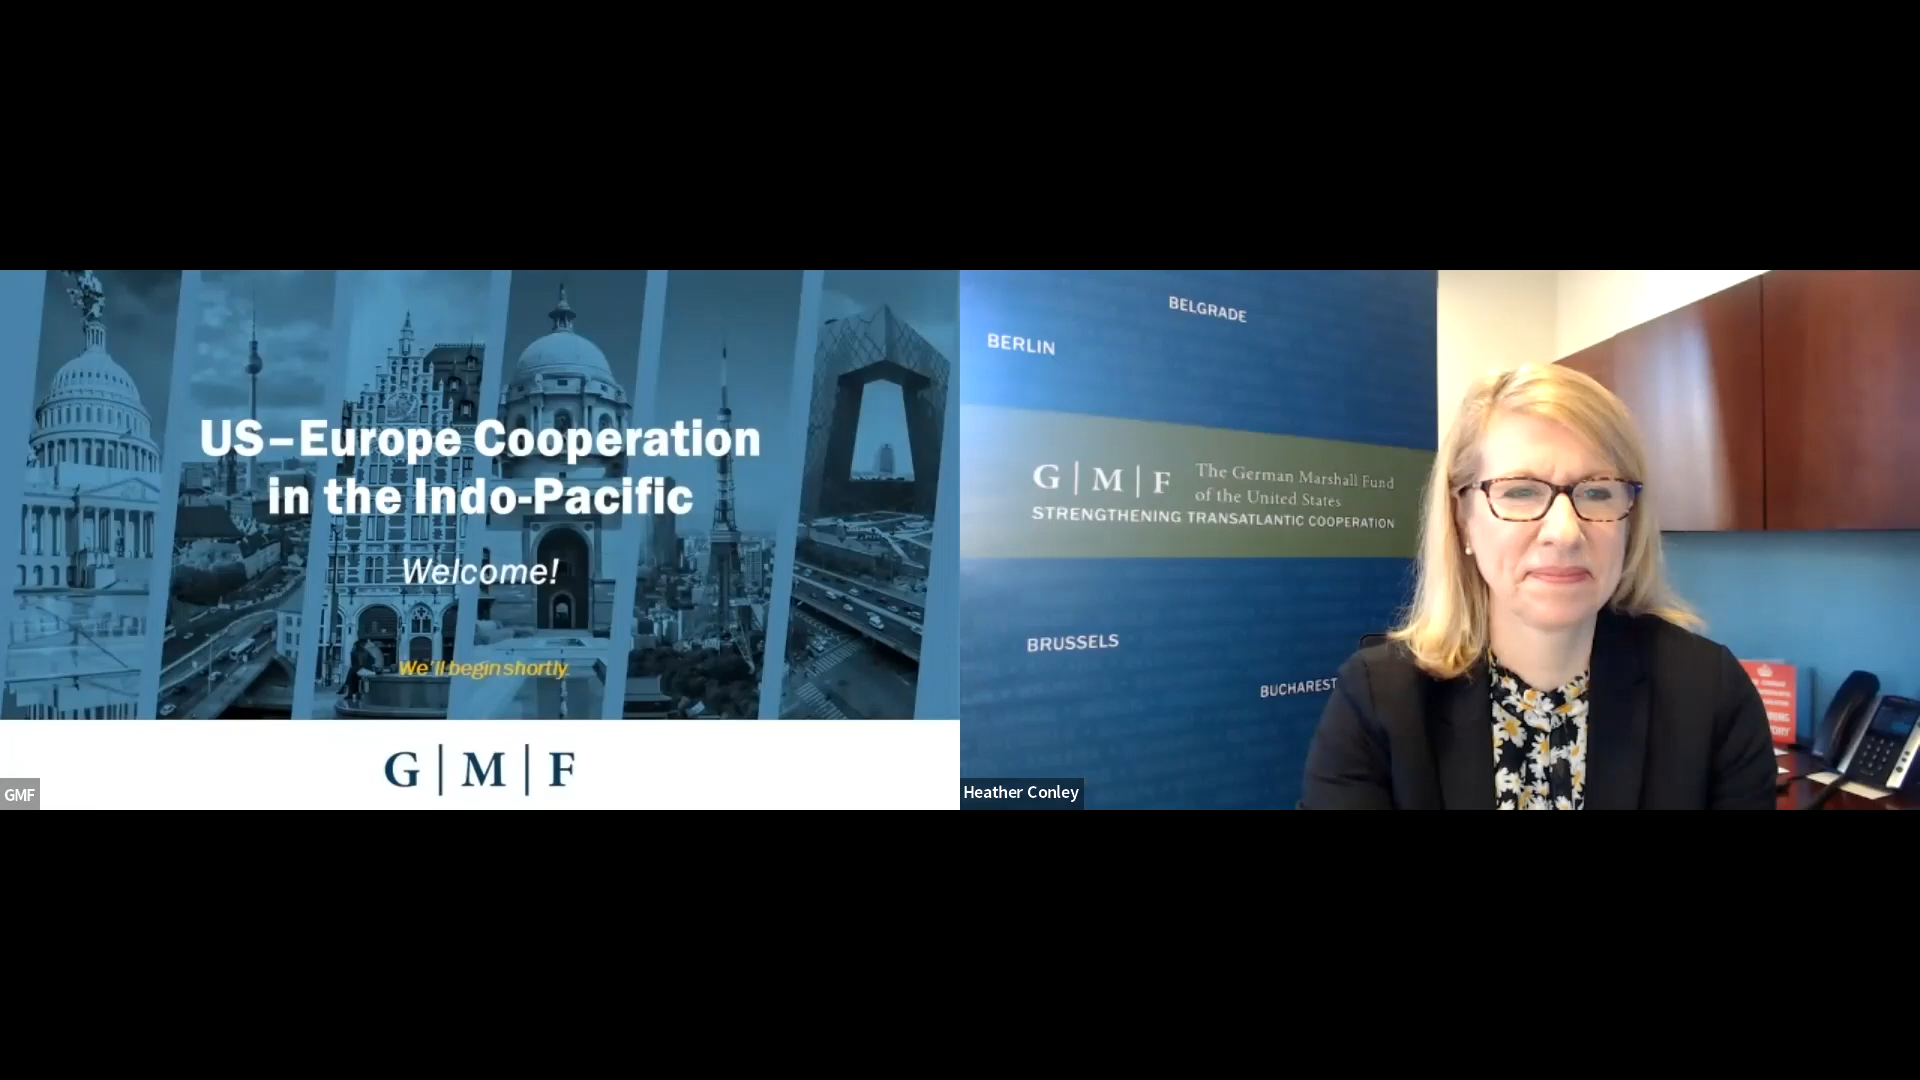 US–Europe Cooperation
in the Indo-Pacific
Welcome!
We'll begin shortly.
G|M|F
GMF
BELGRADE
BERLIN
G|M|F The German Marshall Fund
of the United States
STRENGTHENING TRANSATLANTIC COOPERATION
BRUSSELS
BUCHAREST
Heather Conley